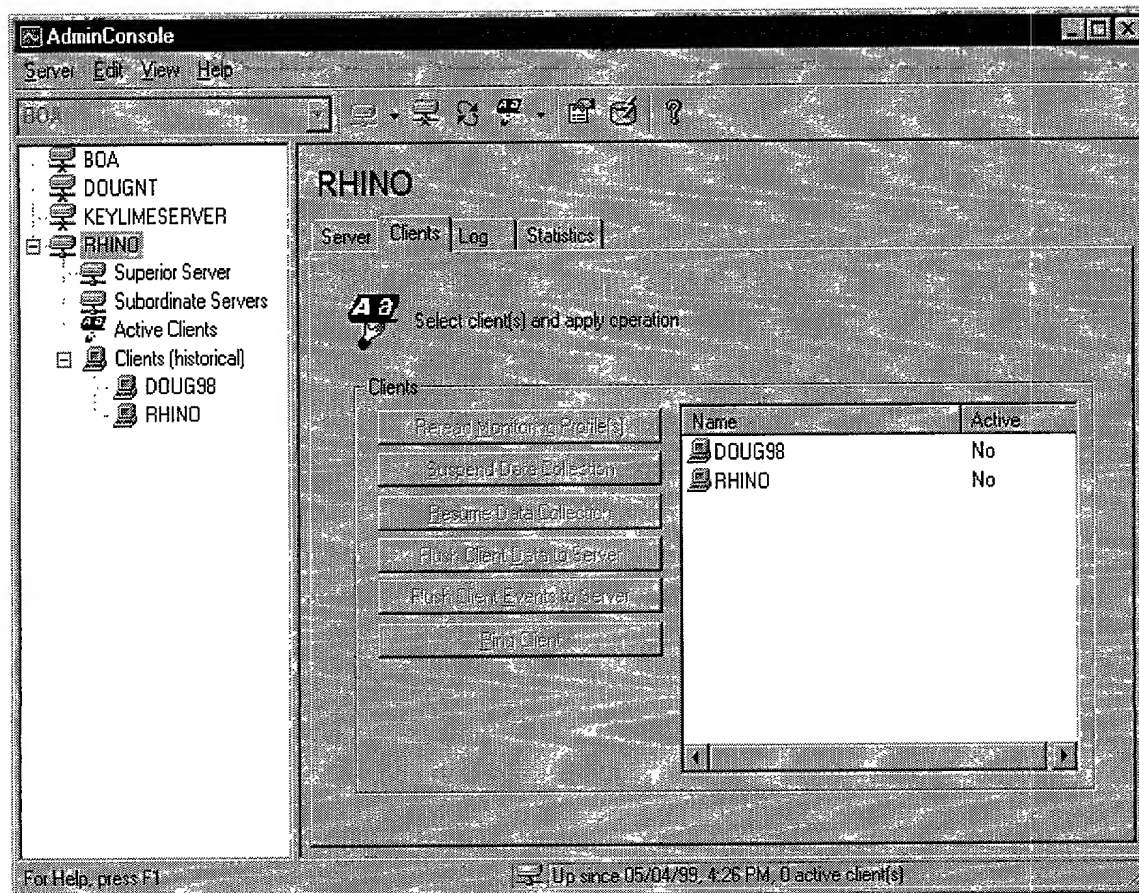 AdminConsole
Server Edit View Help
BOA
BOA
DOUGNT
KEYLIMESERVER
RHINO
Superior Server
Subordinate Servers
Active Clients
Clients (historical)
DOUG98
RHINO
RHINO
Server Clients Log Statistics
Aa
Select client(s) and apply operation
Clients
Reread Monitoring Profile(s)
Suspend Data Collection
Resume Data Collection
Flush Client Data to Server
Flush Client Events to Server
Ping Client
Name Active
DOUG98 No
RHINO No
For Help, press F1
Up since 05/04/99, 4:26 PM, 0 active client(s)